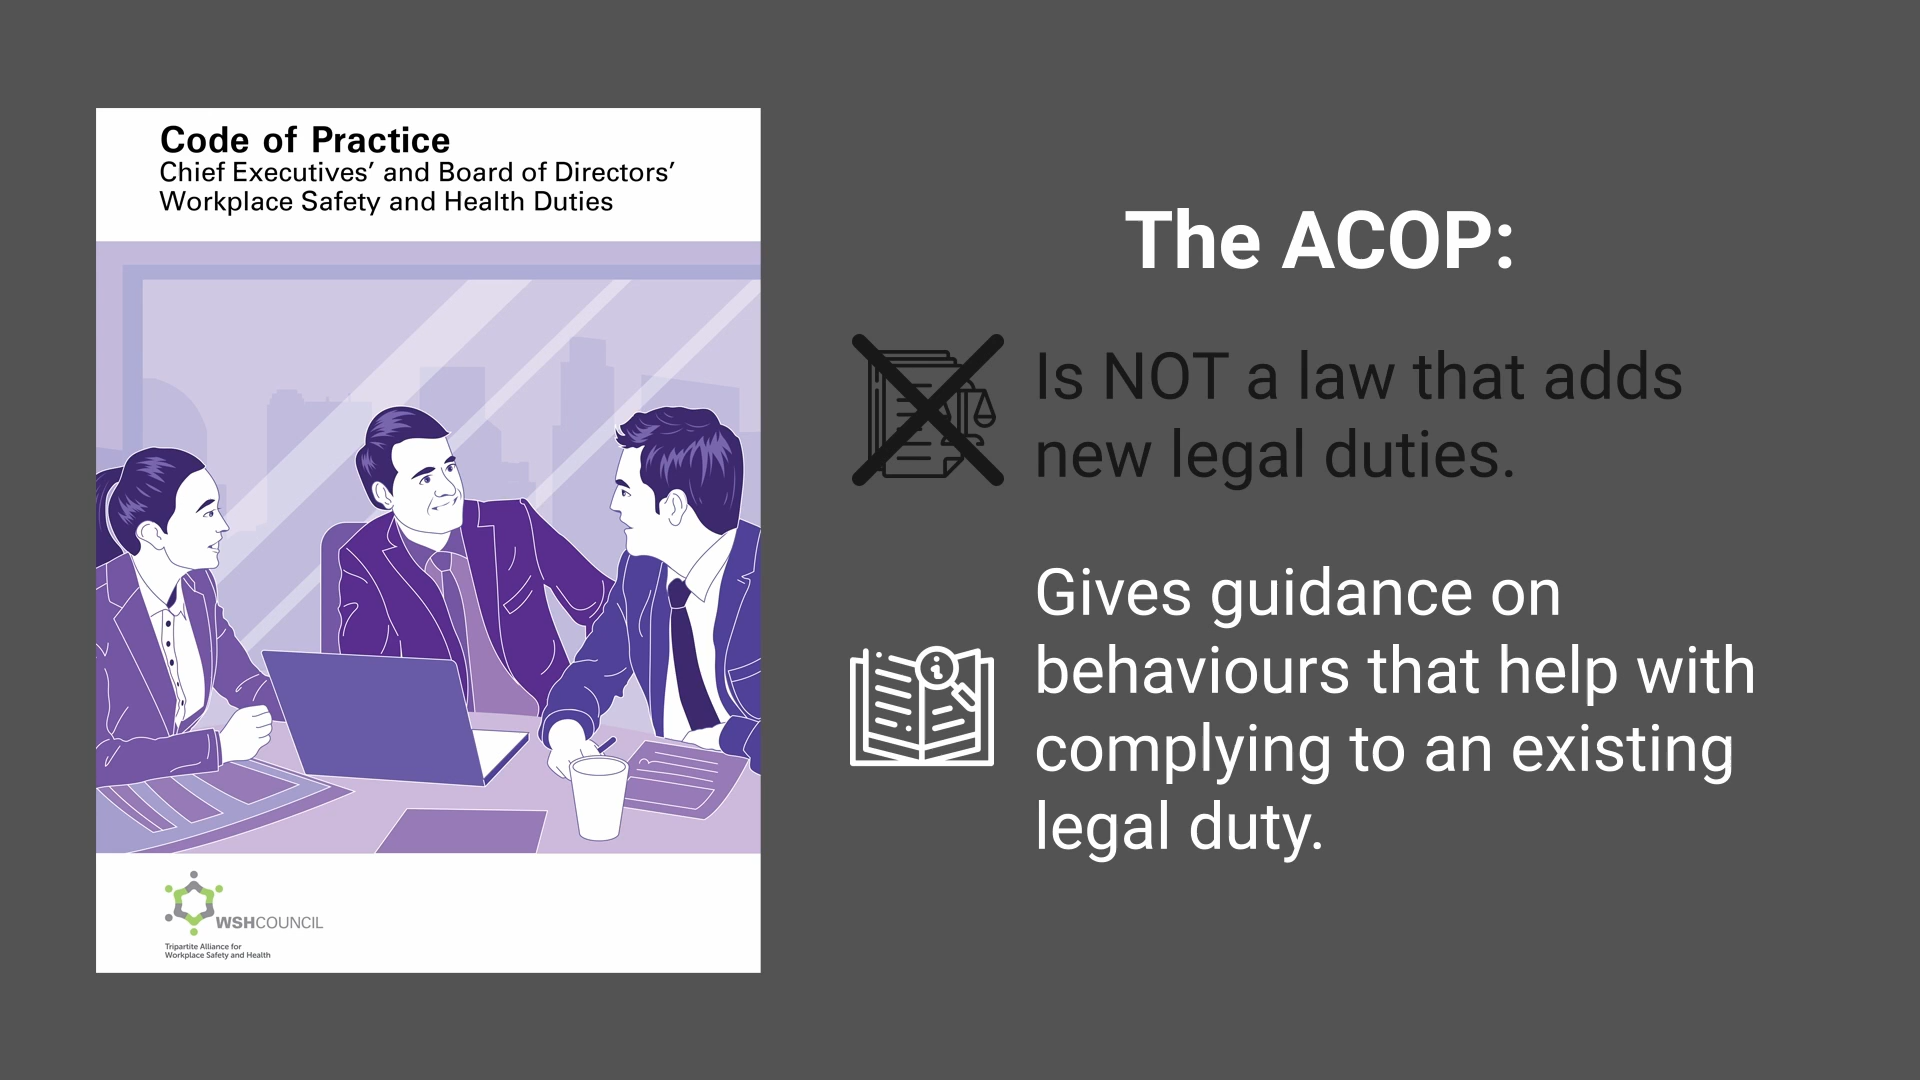 Code of Practice
Chief Executives’ and Board of Directors’
Workplace Safety and Health Duties
WSHCOUNCIL
Tripartite Alliance for
Workplace Safety and Health
The ACOP:
Is NOT a law that adds
new legal duties.
Gives guidance on
behaviours that help with
complying to an existing
legal duty.